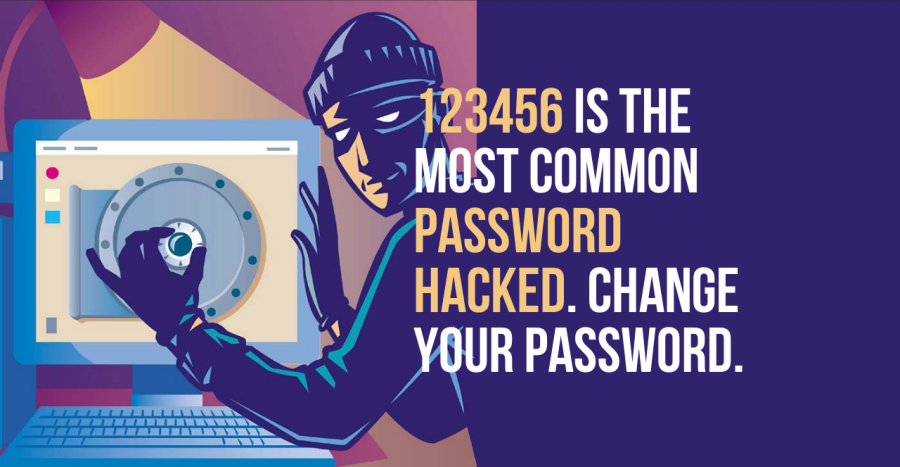 123456 IS THE
MOST COMMON
PASSWORD
HACKED. CHANGE
YOUR PASSWORD.